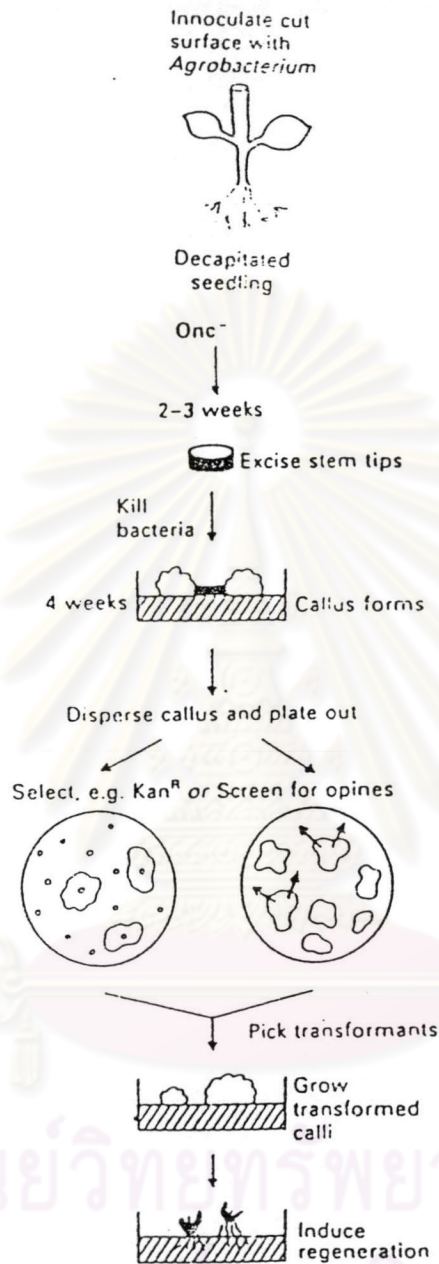 Innoculate cut
surface with
Agrobacterium
Decapitated
seedling
Onc⁻
2–3 weeks
Excise stem tips
Kill
bacteria
4 weeks
Callus forms
Disperse callus and plate out
Select, e.g. Kanᴿ or Screen for opines
Pick transformants
Grow
transformed
calli
Induce
regeneration